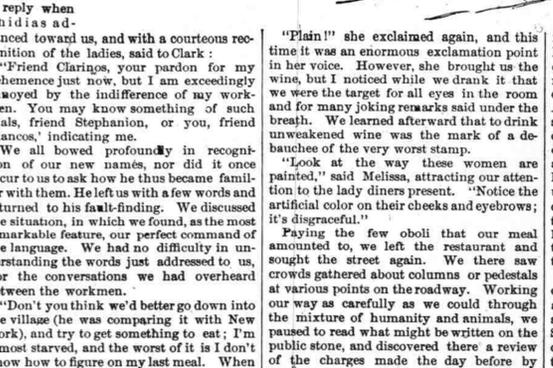 reply when
hidias ad-
nced toward us, and with a courteous rec-
nition of the ladies, said to Clark :
"Friend Clarinos, your pardon for my
hemence just now, but I am exceedingly
noyed by the indifference of my work-
en. You may know something of such
als, friend Stephanion, or you, friend
ancos,' indicating me.
We all bowed profoundly in recogni-
on of our new names, nor did it once
cur to us to ask how he thus became famil-
r with them. He left us with a few words and
turned to his fault-finding. We discussed
e situation, in which we found, as the most
markable feature, our perfect command of
e language. We had no difficulty in un-
rstanding the words just addressed to us,
or the conversations we had overheard
tween the workmen.
"Don't you think we'd better go down into
e village (he was comparing it with New
ork), and try to get something to eat; I'm
most starved, and the worst of it is I don't
now how to figure on my last meal. When
"Plain!" she exclaimed again, and this
time it was an enormous exclamation point
in her voice. However, she brought us the
wine, but I noticed while we drank it that
we were the target for all eyes in the room
and for many joking remarks said under the
breath. We learned afterward that to drink
unweakened wine was the mark of a de-
bauchee of the very worst stamp.
"Look at the way these women are
painted," said Melissa, attracting our atten-
tion to the lady diners present. "Notice the
artificial color on their cheeks and eyebrows;
it's disgraceful."
Paying the few oboli that our meal
amounted to, we left the restaurant and
sought the street again. We there saw
crowds gathered about columns or pedestals
at various points on the roadway. Working
our way as carefully as we could through
the mixture of humanity and animals, we
paused to read what might be written on the
public stone, and discovered there a review
of the charges made the day before by